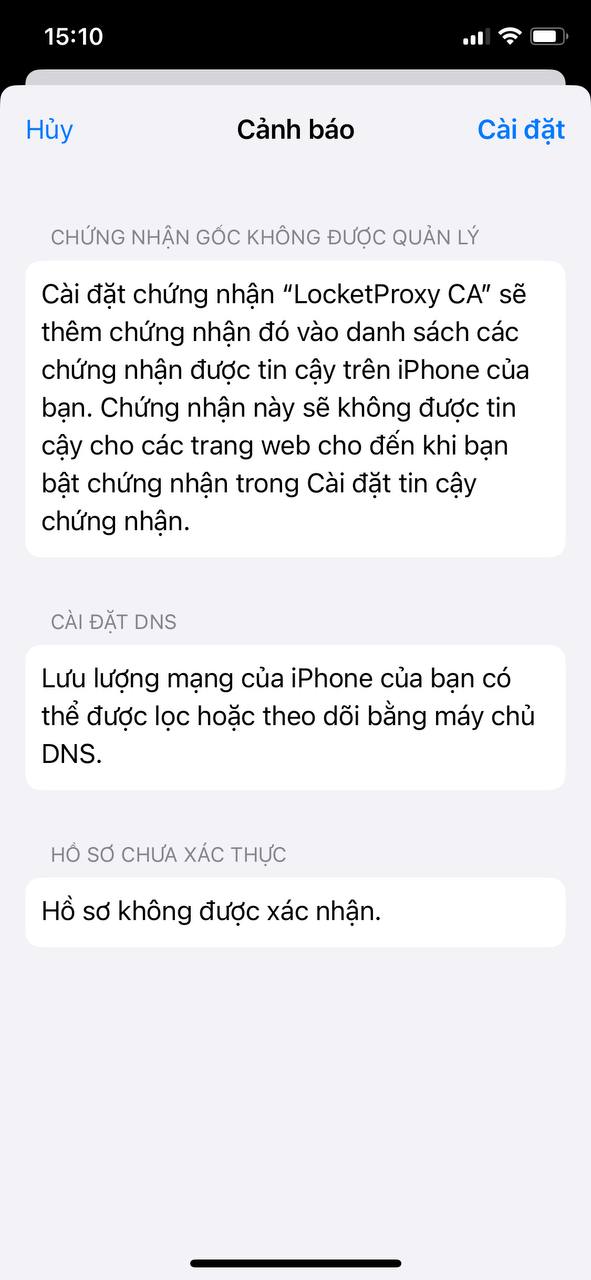 15:10
Hủy
Cảnh báo
Cài đặt
CHỨNG NHẬN GỐC KHÔNG ĐƯỢC QUẢN LÝ
Cài đặt chứng nhận “LocketProxy CA” sẽ
thêm chứng nhận đó vào danh sách các
chứng nhận được tin cậy trên iPhone của
bạn. Chứng nhận này sẽ không được tin
cậy cho các trang web cho đến khi bạn
bật chứng nhận trong Cài đặt tin cậy
chứng nhận.
CÀI ĐẶT DNS
Lưu lượng mạng của iPhone của bạn có
thể được lọc hoặc theo dõi bằng máy chủ
DNS.
HỒ SƠ CHƯA XÁC THỰC
Hồ sơ không được xác nhận.